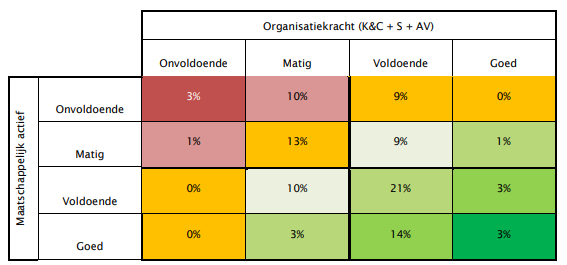 Organisatiekracht (K&C + S + AV)
Onvoldoende Matig Voldoende Goed
Maatschappelijk actief
Onvoldoende 3% 10% 9% 0%
Matig 1% 13% 9% 1%
Voldoende 0% 10% 21% 3%
Goed 0% 3% 14% 3%